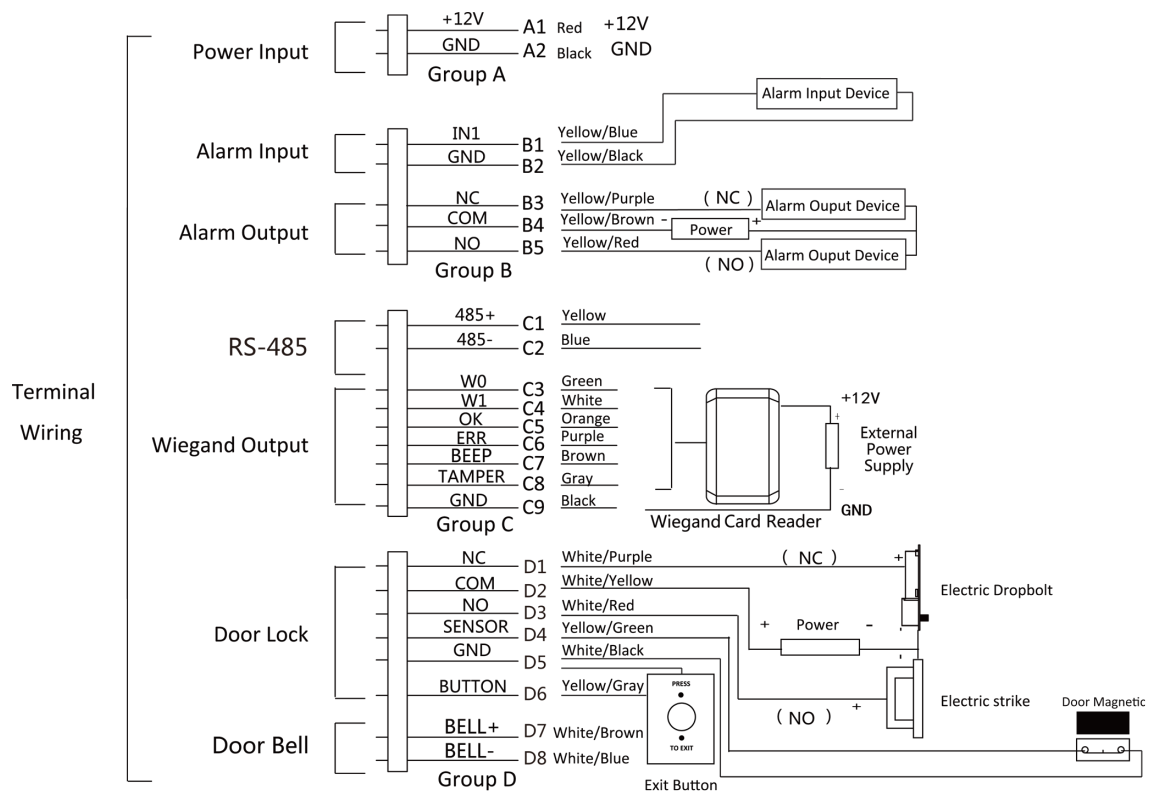 Terminal
Wiring
Power Input
+12V A1 Red +12V
GND A2 Black GND
Group A
Alarm Input Device
Alarm Input
IN1 B1 Yellow/Blue
GND B2 Yellow/Black
Alarm Output
NC B3 Yellow/Purple ( NC ) Alarm Ouput Device
COM B4 Yellow/Brown - Power +
NO B5 Yellow/Red ( NO ) Alarm Ouput Device
Group B
RS-485
485+ C1 Yellow
485- C2 Blue
Wiegand Output
W0 C3 Green
W1 C4 White
OK C5 Orange
ERR C6 Purple
BEEP C7 Brown
TAMPER C8 Gray
GND C9 Black
Group C
+12V
+
External
Power
Supply
-
GND
Wiegand Card Reader
Door Lock
NC D1 White/Purple ( NC ) +
COM D2 White/Yellow
Electric Dropbolt
NO D3 White/Red
SENSOR D4 Yellow/Green + Power - -
GND D5 White/Black
-
BUTTON D6 Yellow/Gray
PRESS
TO EXIT
Exit Button
( NO ) +
Electric strike
Door Magnetic
Door Bell
BELL+ D7 White/Brown
BELL- D8 White/Blue
Group D